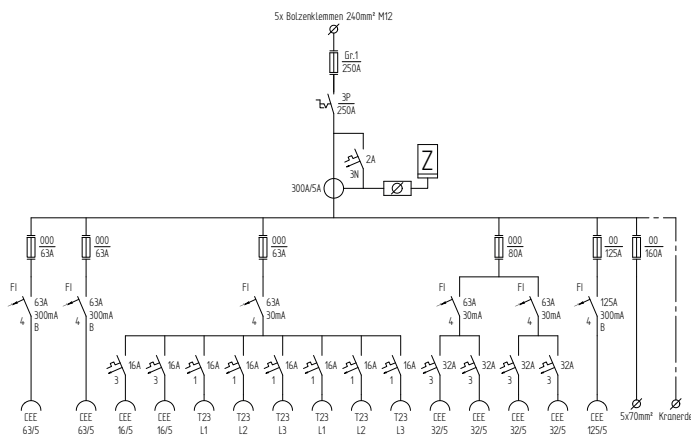 5x Bolzenklemmen 240mm² M12
Gr.1
250A
3P
250A
2A
3N
300A/5A
Z
000 000 000 000 00 00
63A 63A 63A 80A 125A 160A
FI FI FI FI FI FI
63A 63A 63A 63A 63A 125A
300mA 300mA 30mA 30mA 30mA 300mA
4 4 4 4 4 4
B B B
16A 16A 16A 16A 16A 16A 16A 16A 32A 32A 32A 32A
3 3 1 1 1 1 1 1 3 3 3 3
CEE CEE CEE CEE T23 T23 T23 T23 T23 T23 CEE CEE CEE CEE CEE 5x70mm² Kranerde
63/5 63/5 16/5 16/5 L1 L2 L3 L1 L2 L3 32/5 32/5 32/5 32/5 125/5